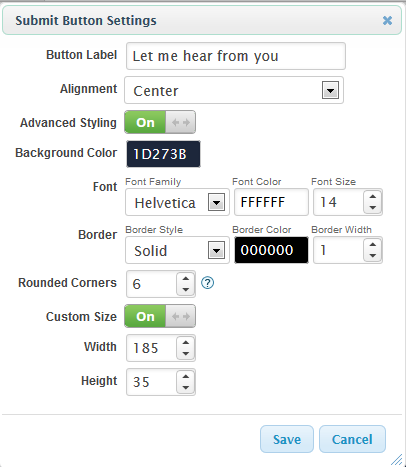 Submit Button Settings
Button Label Let me hear from you
Alignment Center
Advanced Styling On
Background Color 1D273B
Font Family Font Color Font Size
Font Helvetica FFFFFF 14
Border Style Border Color Border Width
Border Solid 000000 1
Rounded Corners 6 ?
Custom Size On
Width 185
Height 35
Save Cancel